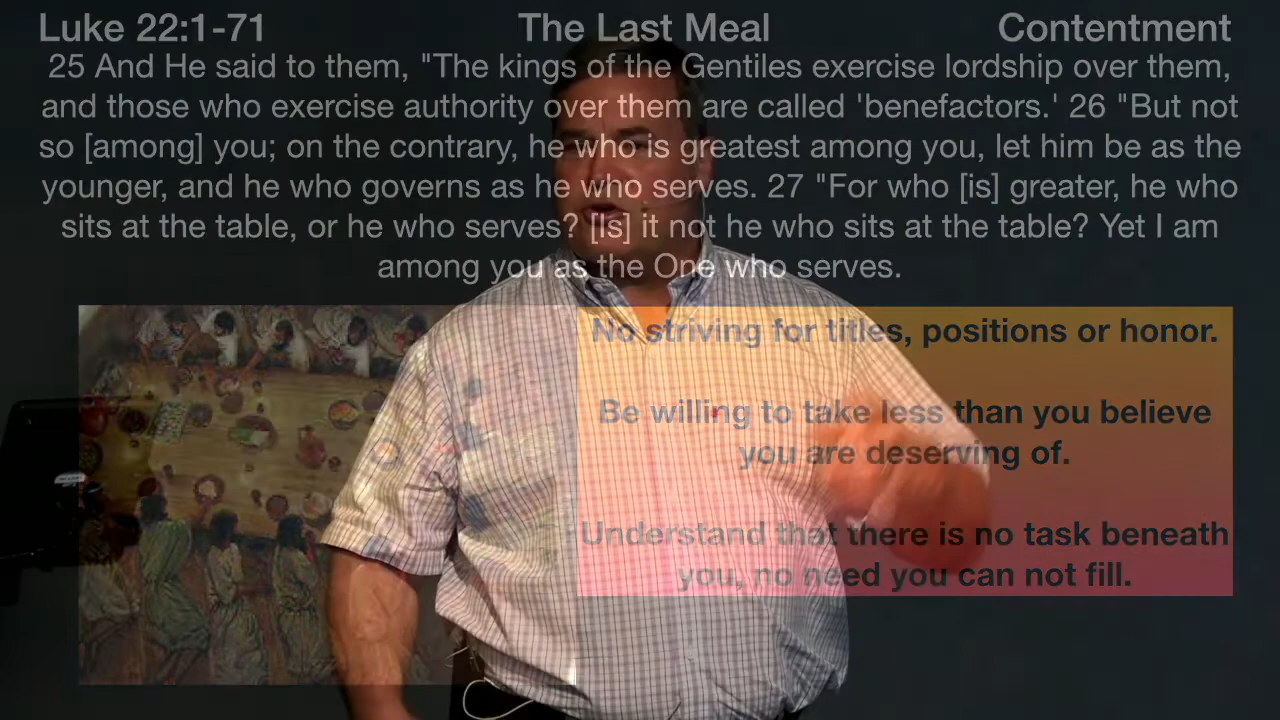 Luke 22:1-71 The Last Meal Contentment
25 And He said to them, "The kings of the Gentiles exercise lordship over them,
and those who exercise authority over them are called 'benefactors.' 26 "But not
so [among] you; on the contrary, he who is greatest among you, let him be as the
younger, and he who governs as he who serves. 27 "For who [is] greater, he who
sits at the table, or he who serves? [Is] it not he who sits at the table? Yet I am
among you as the One who serves.
No striving for titles, positions or honor.
Be willing to take less than you believe
you are deserving of.
Understand that there is no task beneath
you, no need you can not fill.